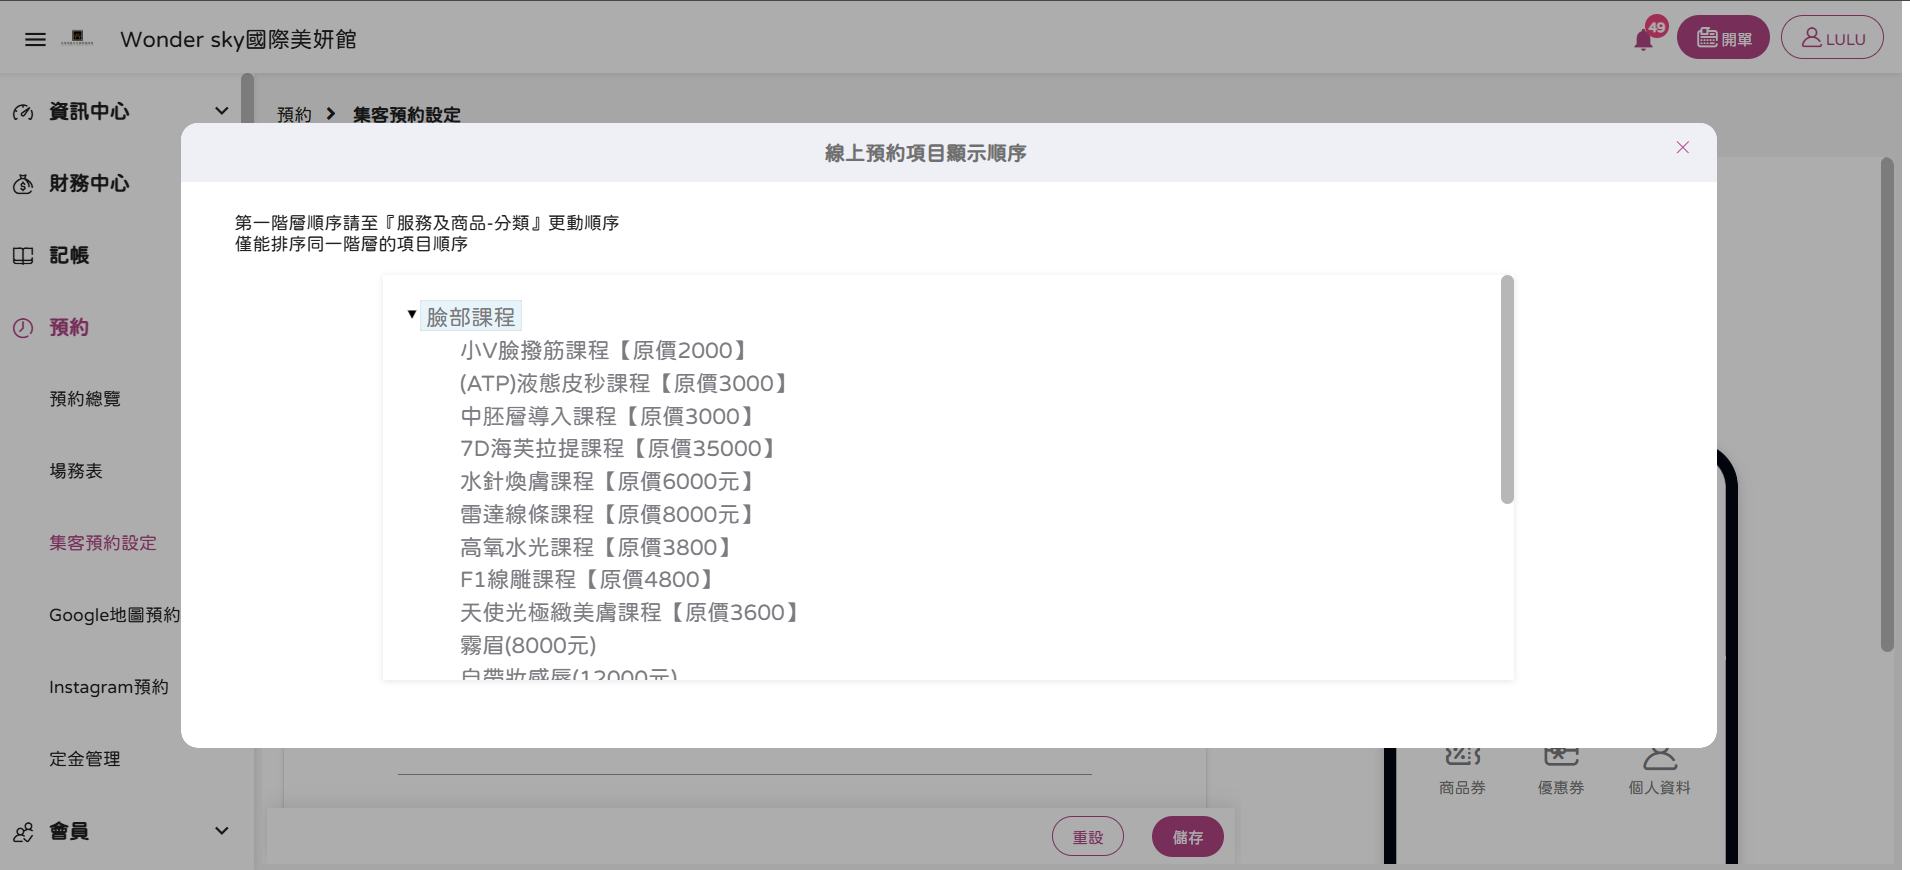 Wonder sky國際美妍館
49
開單
LULU
資訊中心
財務中心
記帳
預約
預約總覽
場務表
集客預約設定
Google地圖預約
Instagram預約
定金管理
會員
預約
集客預約設定
線上預約項目顯示順序
第一階層順序請至『服務及商品-分類』更動順序
僅能排序同一階層的項目順序
臉部課程
小V臉撥筋課程【原價2000】
(ATP)液態皮秒課程【原價3000】
中胚層導入課程【原價3000】
7D海芙拉提課程【原價35000】
水針煥膚課程【原價6000元】
雷達線條課程【原價8000元】
高氧水光課程【原價3800】
F1線雕課程【原價4800】
天使光極緻美膚課程【原價3600】
霧眉(8000元)
自帶妝感唇(12000元)
商品券
優惠券
個人資料
重設
儲存